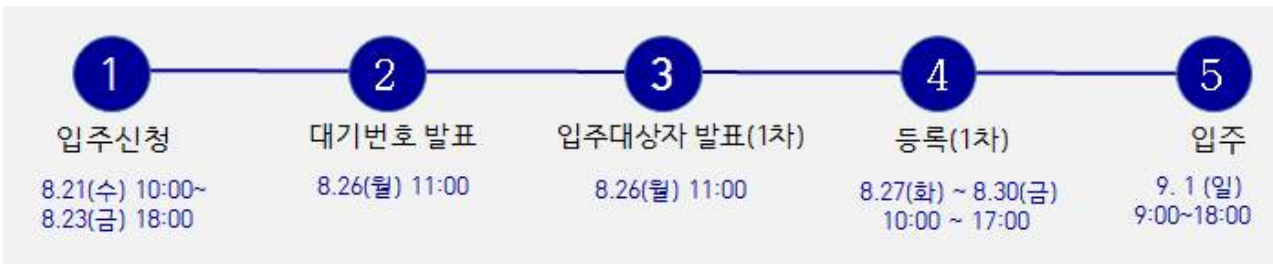 1
입주신청
8.21(수) 10:00~
8.23(금) 18:00
2
대기번호 발표
8.26(월) 11:00
3
입주대상자 발표(1차)
8.26(월) 11:00
4
등록(1차)
8.27(화) ~ 8.30(금)
10:00 ~ 17:00
5
입주
9. 1 (일)
9:00~18:00